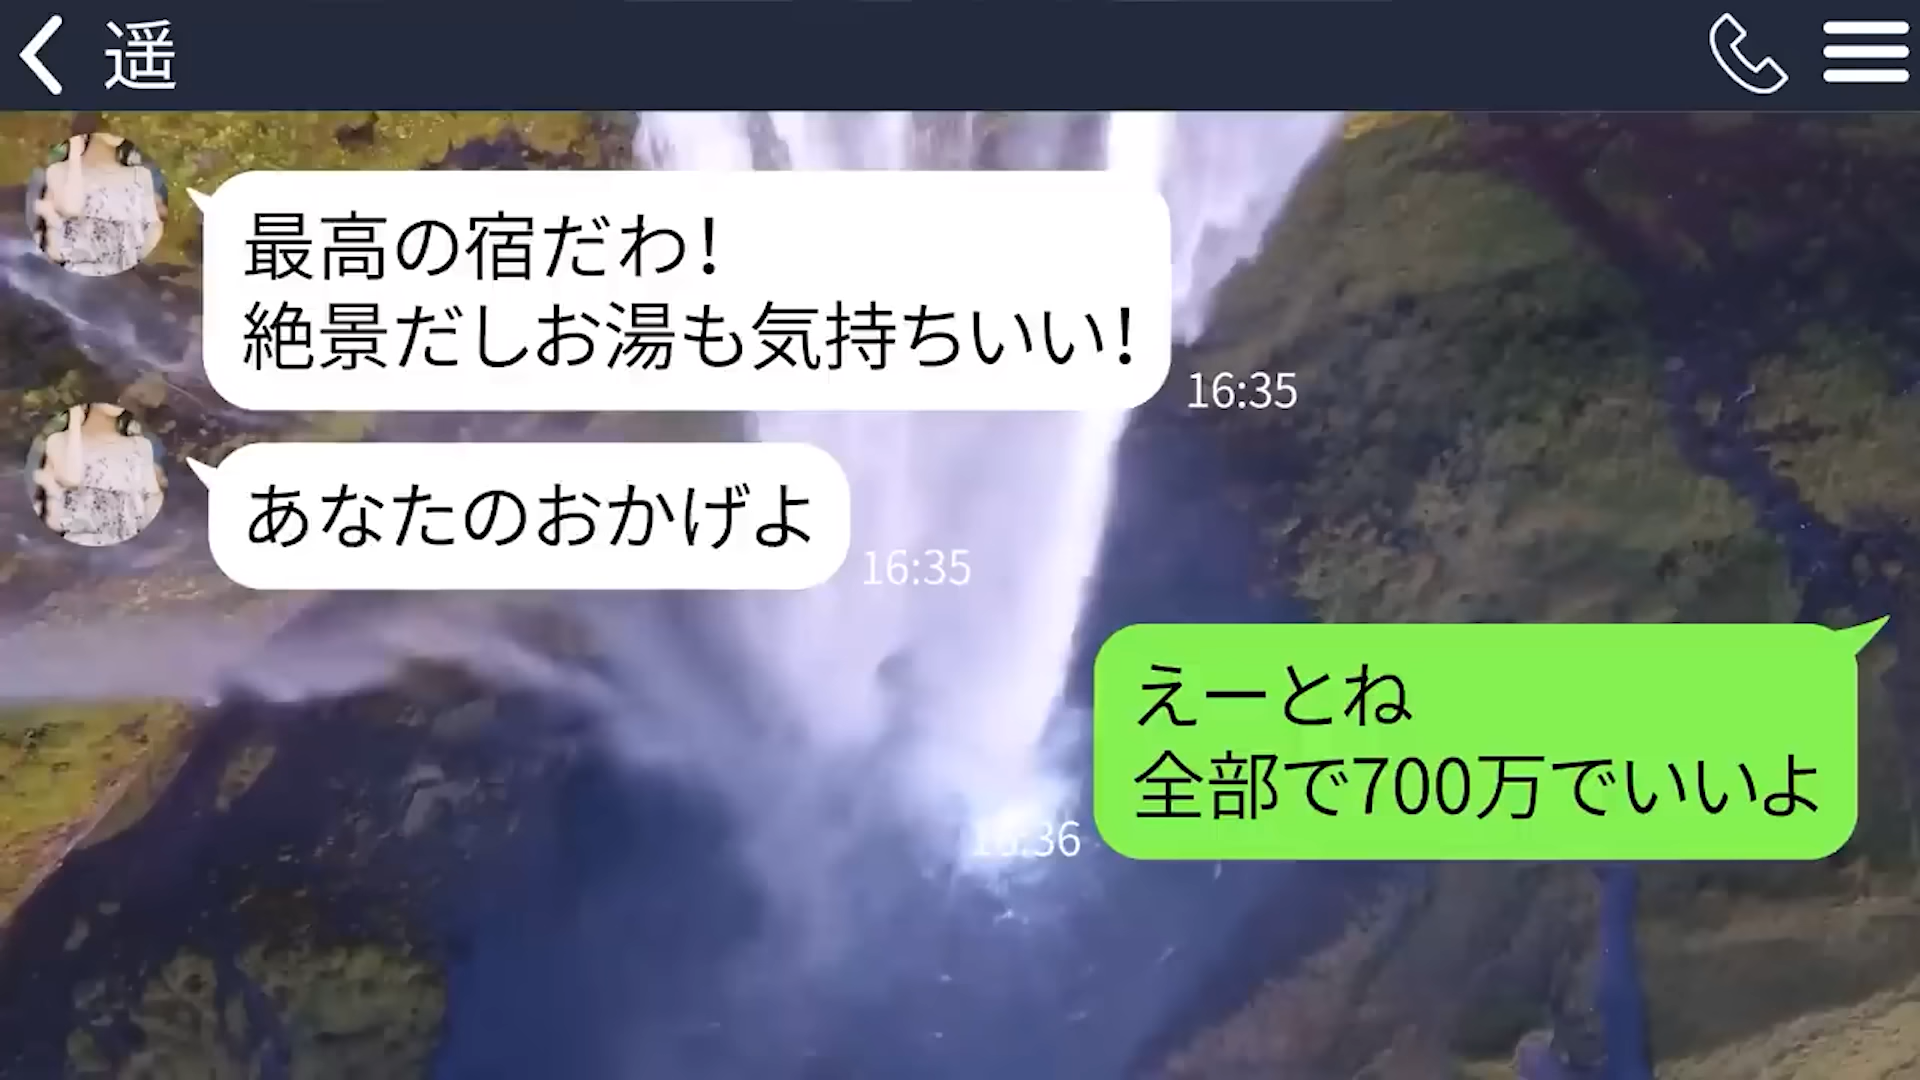 遥
最高の宿だわ！
絶景だしお湯も気持ちいい！
16:35
あなたのおかげよ
16:35
えーとね
全部で700万でいいよ
16:36